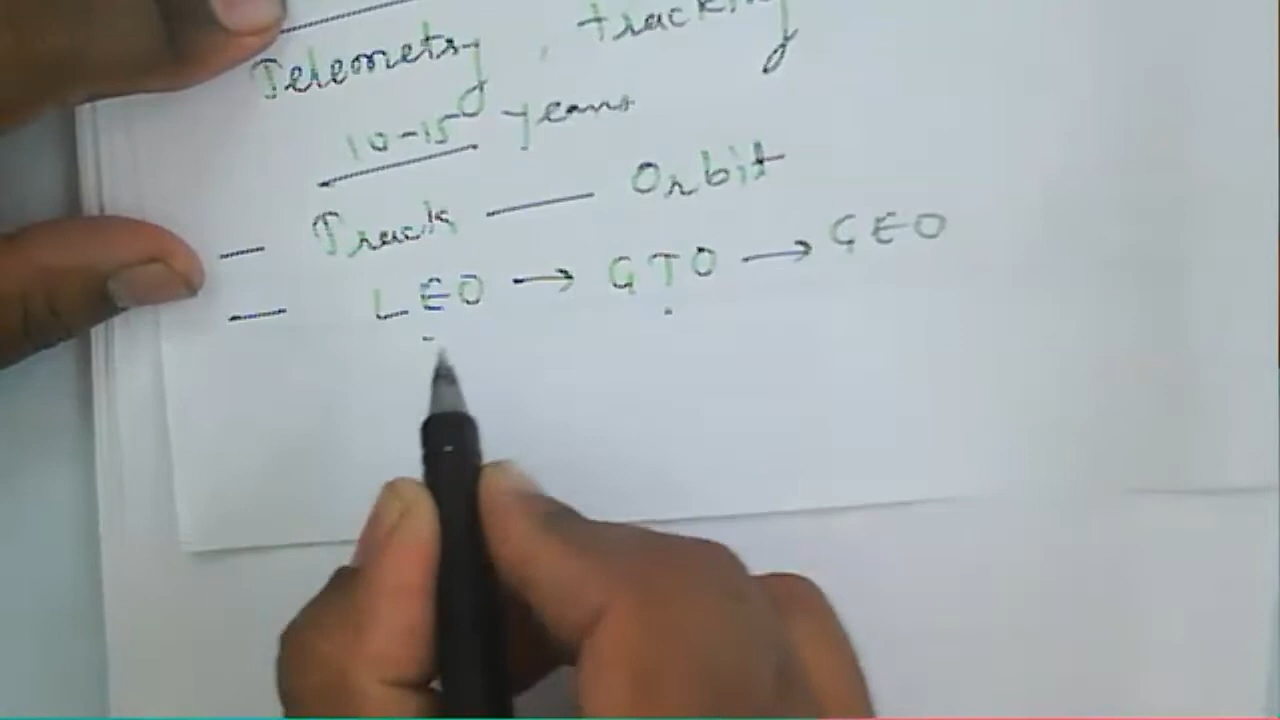 Telemetry, tracking
10-15 years
— Track — Orbit
— LEO → GTO → GEO